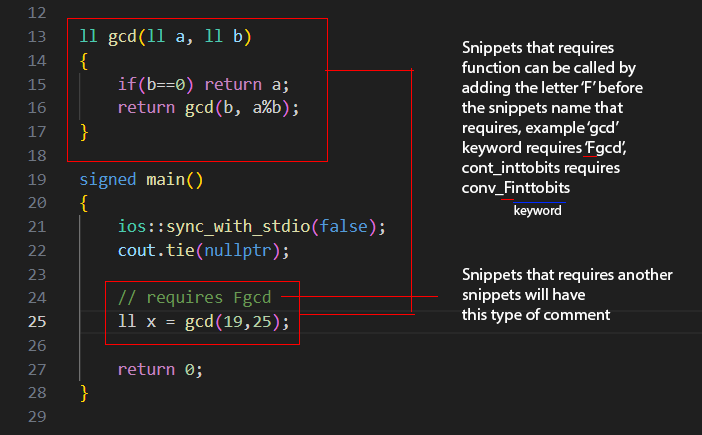 12
13 ll gcd(ll a, ll b)
14 {
15 if(b==0) return a;
16 return gcd(b, a%b);
17 }
18
19 signed main()
20 {
21 ios::sync_with_stdio(false);
22 cout.tie(nullptr);
23
24 // requires Fgcd
25 ll x = gcd(19,25);
26
27 return 0;
28 }
29
Snippets that requires
function can be called by
adding the letter ‘F’ before
the snippets name that
requires, example ‘gcd’
keyword requires ‘Fgcd’,
cont_inttobits requires
conv_Finttobits
keyword
Snippets that requires another
snippets will have
this type of comment